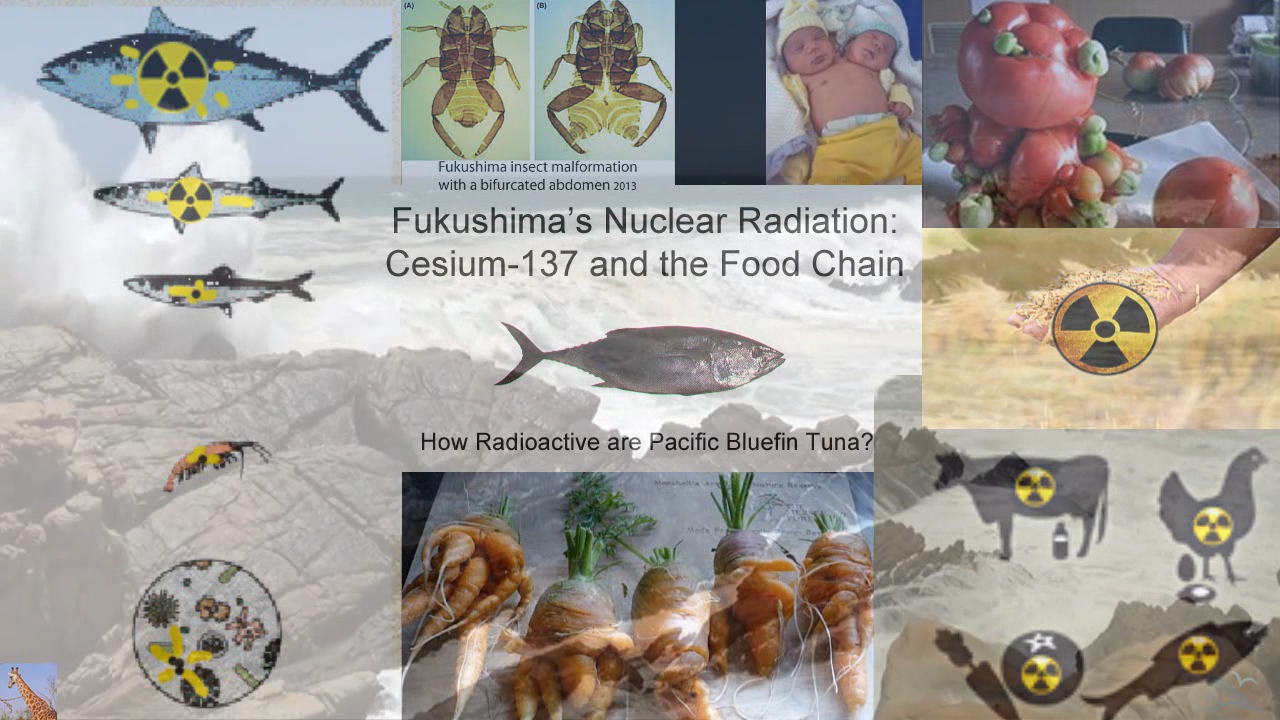 (A)
(B)
Fukushima insect malformation
with a bifurcated abdomen 2013
Fukushima’s Nuclear Radiation:
Cesium-137 and the Food Chain
How Radioactive are Pacific Bluefin Tuna?